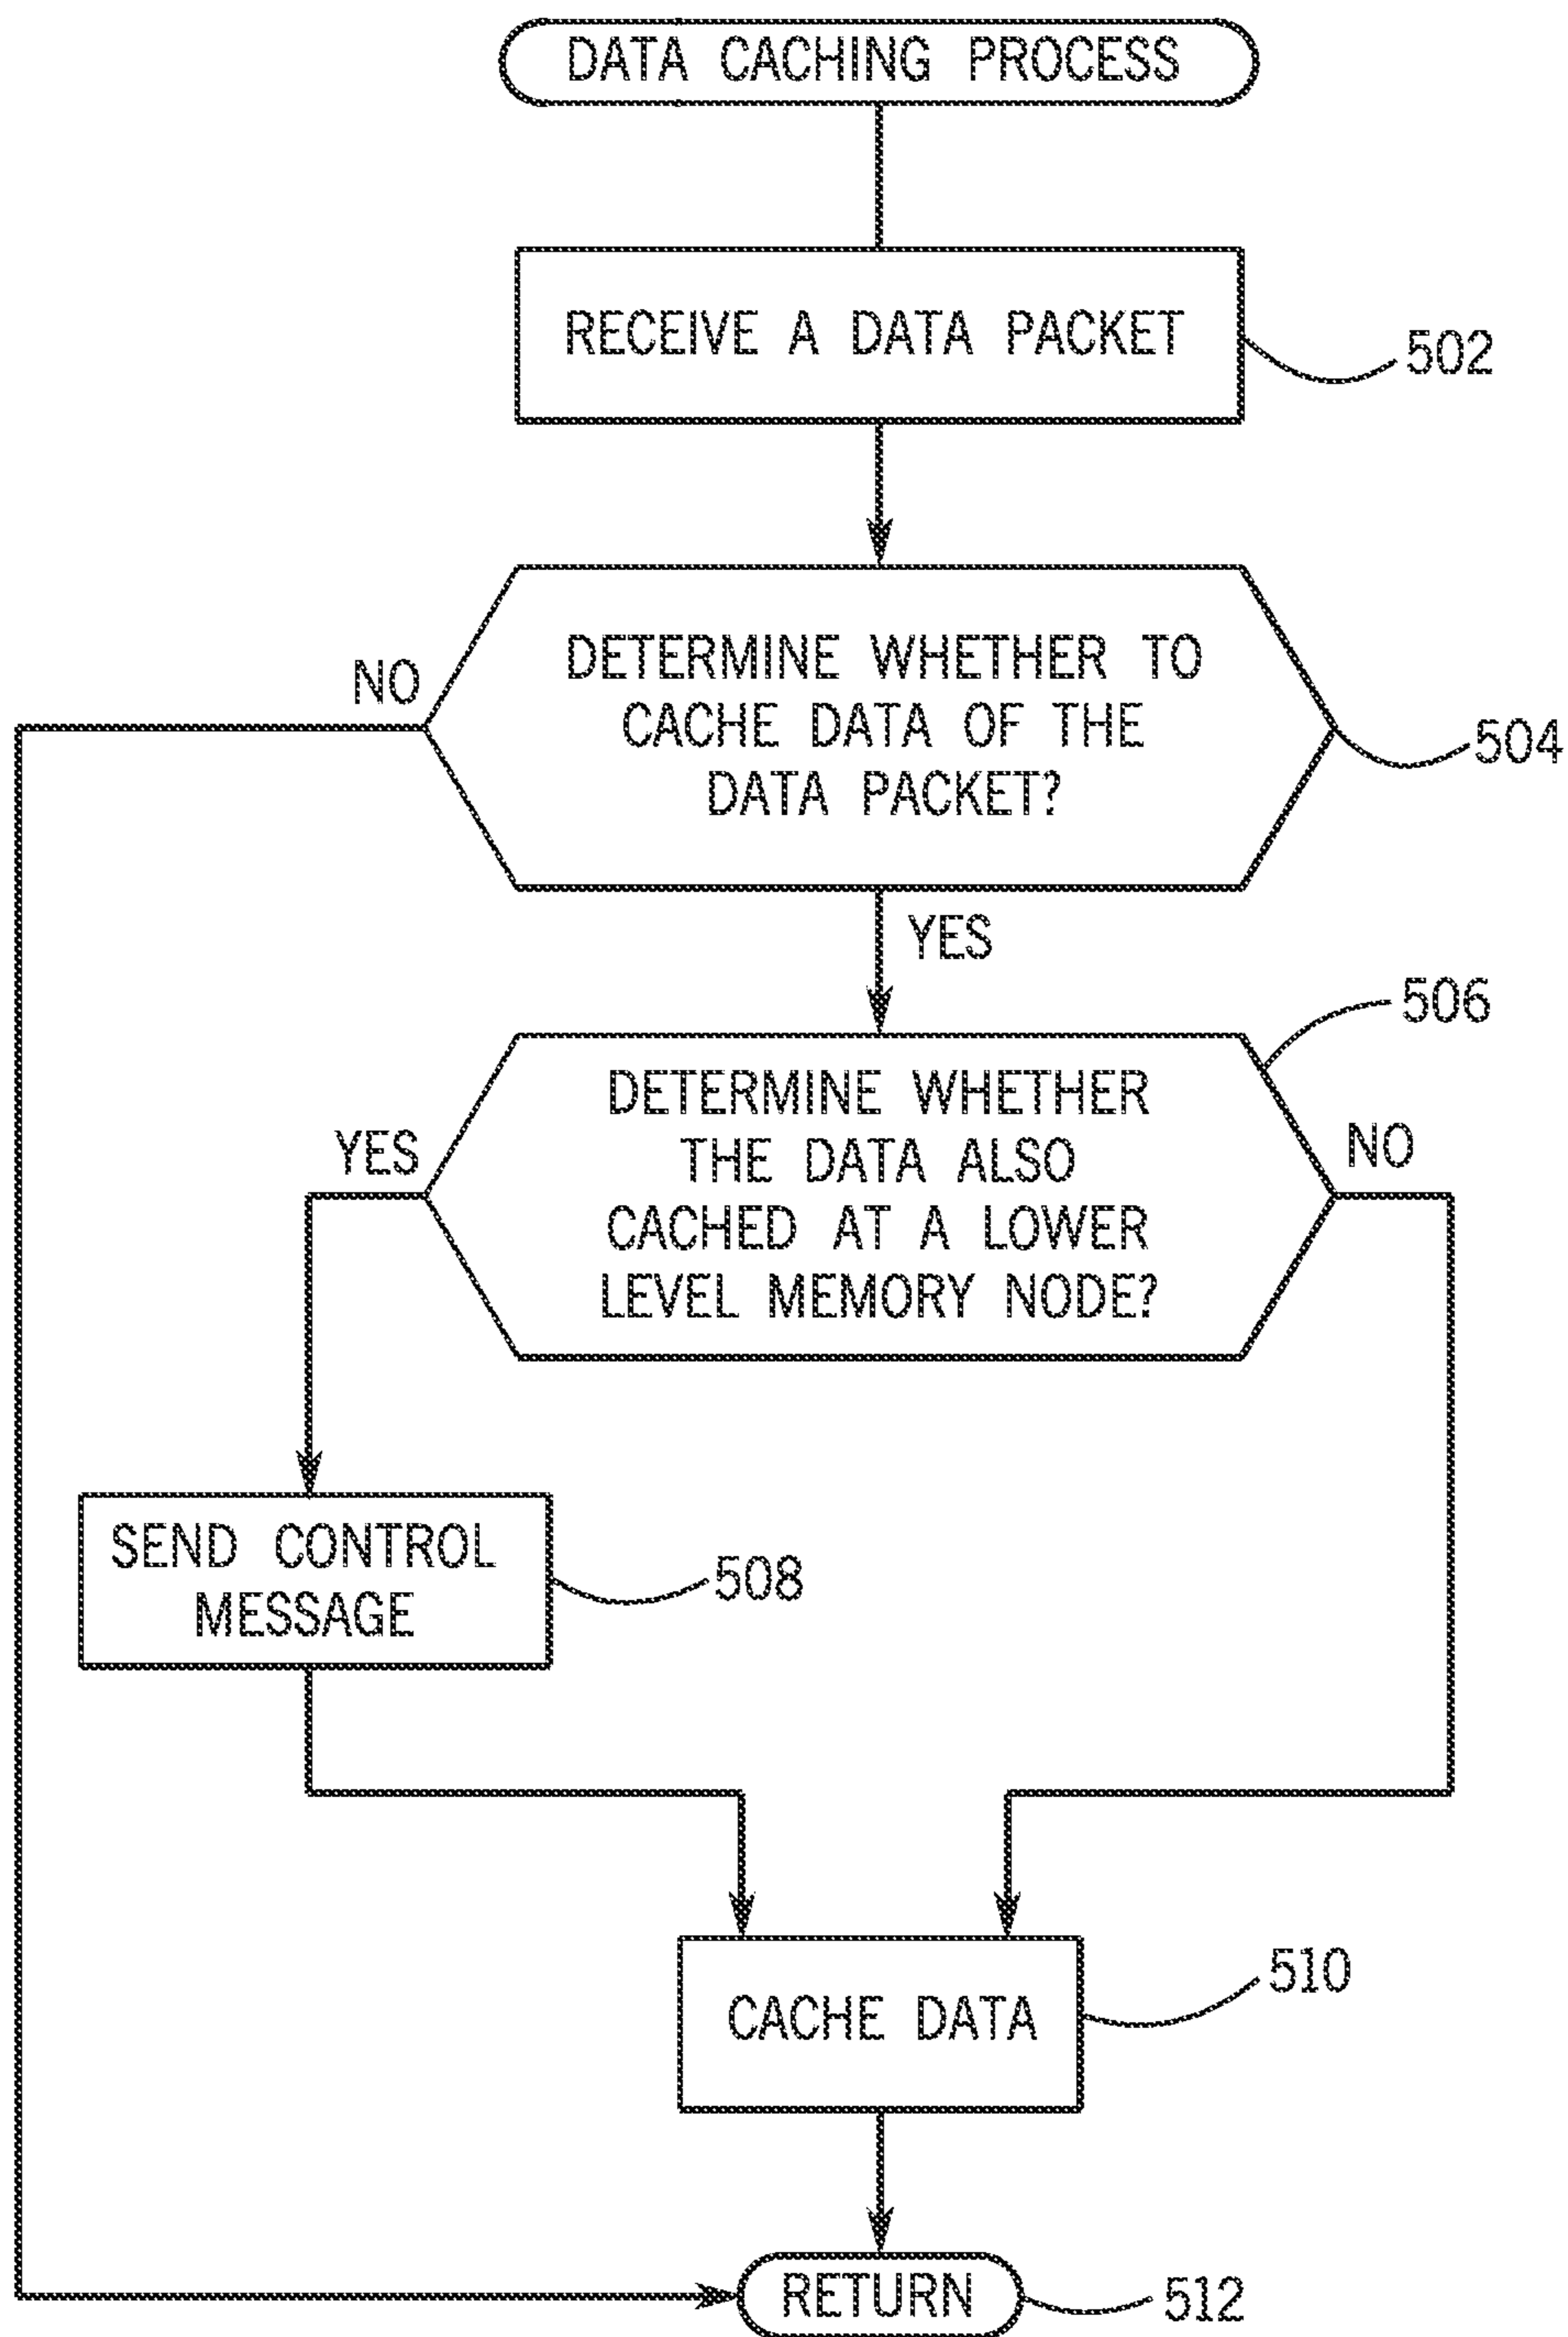 DATA CACHING PROCESS
RECEIVE A DATA PACKET
502
DETERMINE WHETHER TO
CACHE DATA OF THE
DATA PACKET?
NO
504
YES
506
DETERMINE WHETHER
THE DATA ALSO
CACHED AT A LOWER
LEVEL MEMORY NODE?
YES
NO
SEND CONTROL
MESSAGE
508
CACHE DATA
510
RETURN
512